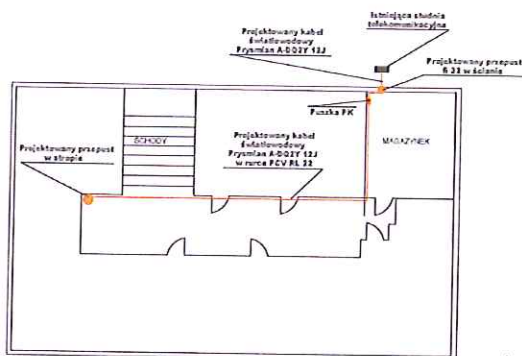 Istniejąca studnia
telekomunikacyjna
Projektowany kabel
światłowodowy
Prysmian A-DQ2Y 12J
Projektowany przepust
fi 32 w ścianie
Puszka PK
Projektowany kabel
światłowodowy
Prysmian A-DQ2Y 12J
w rurce PCV RL 22
SCHODY
MAGAZYNEK
Projektowany przepust
w stropie